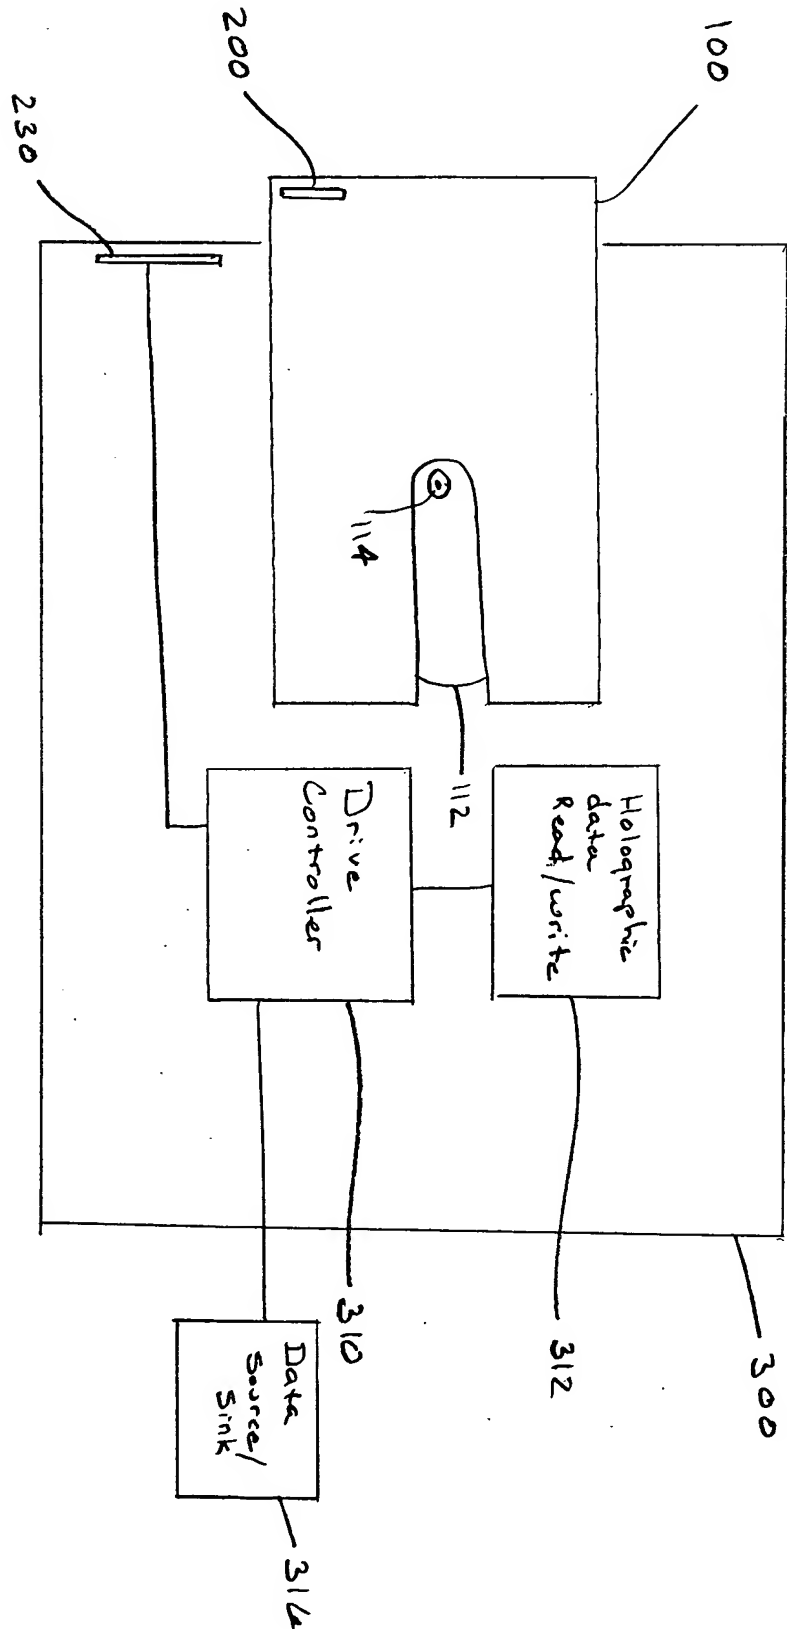 100
300
Holographic
data
Read/write
312
112
114
Drive
Controller
310
200
230
Data
Source/
Sink
314